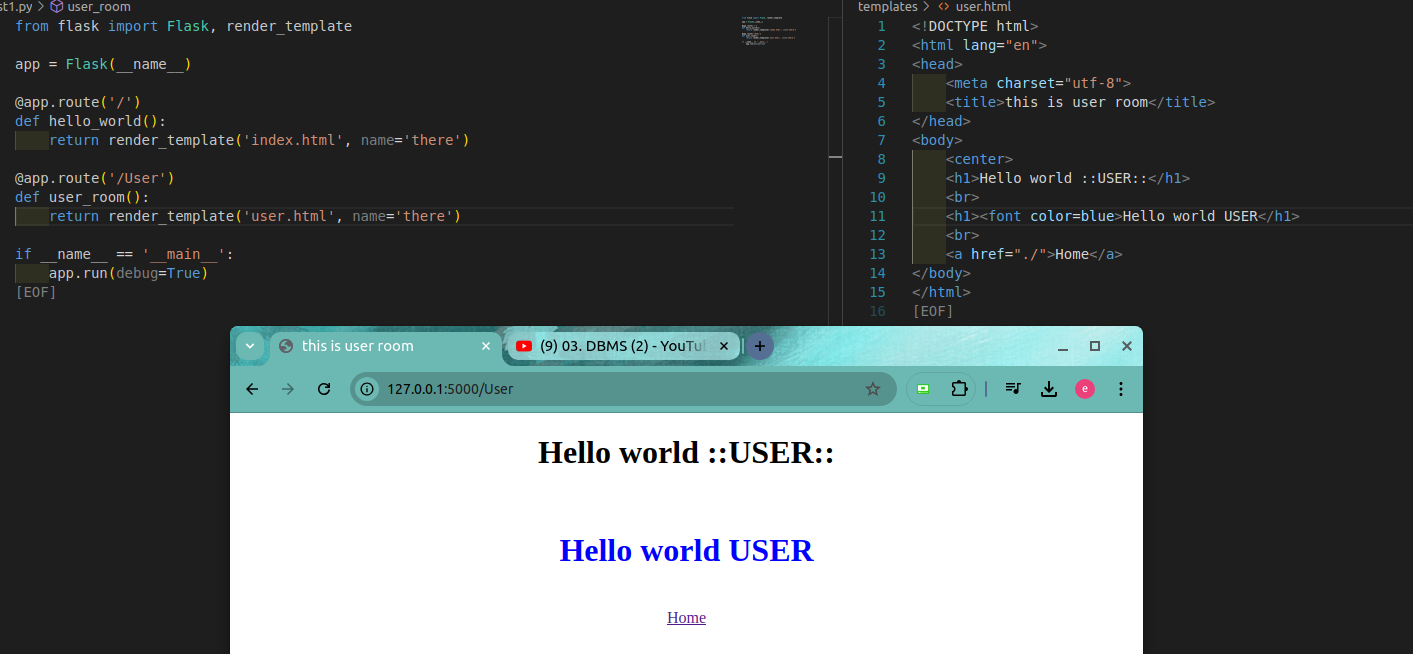 st1.py > user_room
from flask import Flask, render_template
app = Flask(__name__)
@app.route('/')
def hello_world():
    return render_template('index.html', name='there')
@app.route('/User')
def user_room():
    return render_template('user.html', name='there')
if __name__ == '__main__':
    app.run(debug=True)
[EOF]
templates > <> user.html
1 <!DOCTYPE html>
2 <html lang="en">
3 <head>
4     <meta charset="utf-8">
5     <title>this is user room</title>
6 </head>
7 <body>
8     <center>
9     <h1>Hello world ::USER::</h1>
10     <br>
11     <h1><font color=blue>Hello world USER</h1>
12     <br>
13     <a href="./">Home</a>
14 </body>
15 </html>
16 [EOF]
this is user room
(9) 03. DBMS (2) - YouTu
127.0.0.1:5000/User
e
Hello world ::USER::
Hello world USER
Home